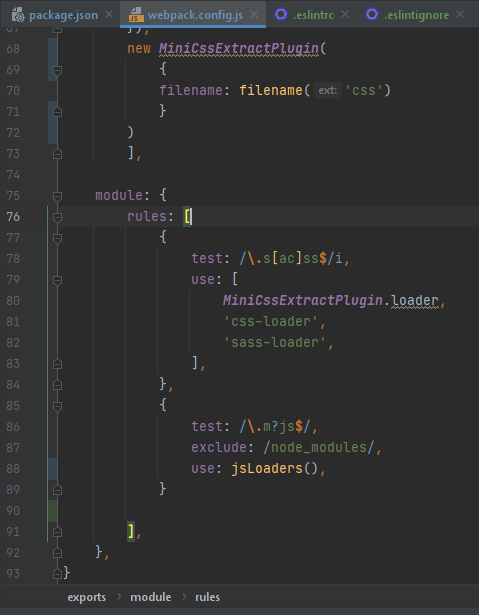 package.json × webpack.config.js × .eslintrc × .eslintignore ×
68 new MiniCssExtractPlugin(
69 {
70 filename: filename( ext: 'css')
71 }
72 )
73 ],
74
75 module: {
76 rules: [
77 {
78 test: /\.s[ac]ss$/i,
79 use: [
80 MiniCssExtractPlugin.loader,
81 'css-loader',
82 'sass-loader',
83 ],
84 },
85 {
86 test: /\.m?js$/,
87 exclude: /node_modules/,
88 use: jsLoaders(),
89 }
90
91 ],
92 },
93 }
exports › module › rules